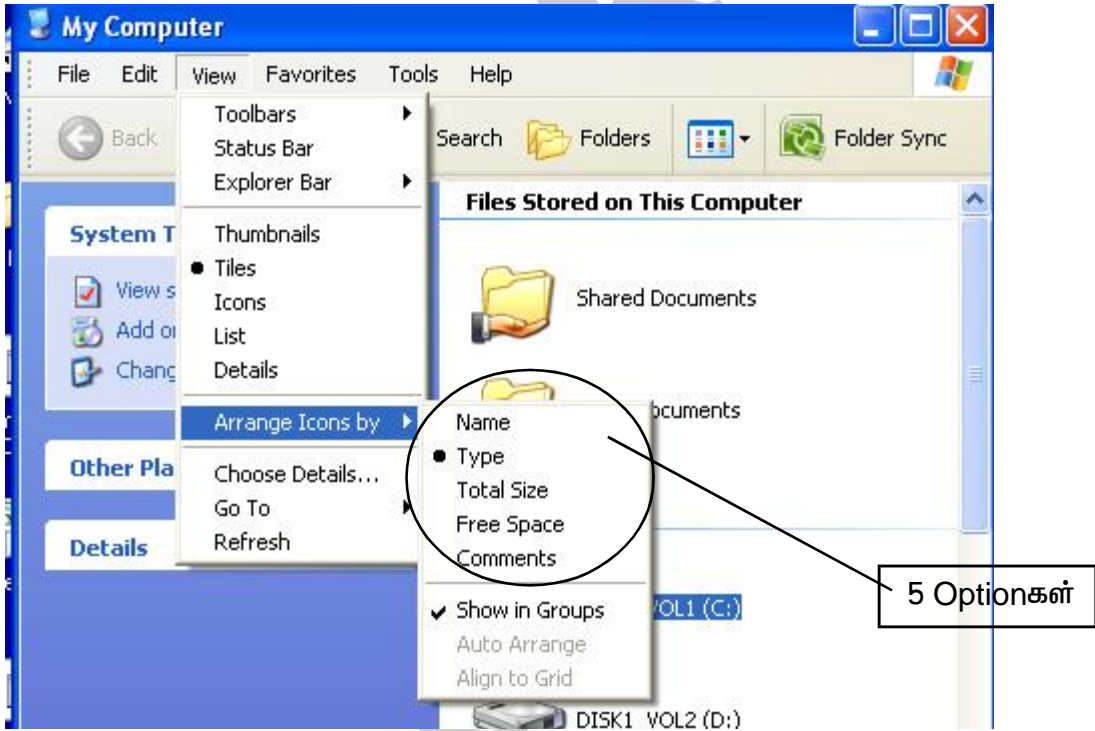 My Computer
File Edit View Favorites Tools Help
Back Search Folders Folder Sync
Toolbars
Status Bar
Explorer Bar
Thumbnails
Tiles
Icons
List
Details
Arrange Icons by
Choose Details...
Go To
Refresh
Name
Type
Total Size
Free Space
Comments
Show in Groups
Auto Arrange
Align to Grid
System T
View s
Add o
Chang
Other Pla
Details
Files Stored on This Computer
Shared Documents
ocuments
VOL1 (C:)
DISK1 VOL2 (D:)
5 Optionகள்